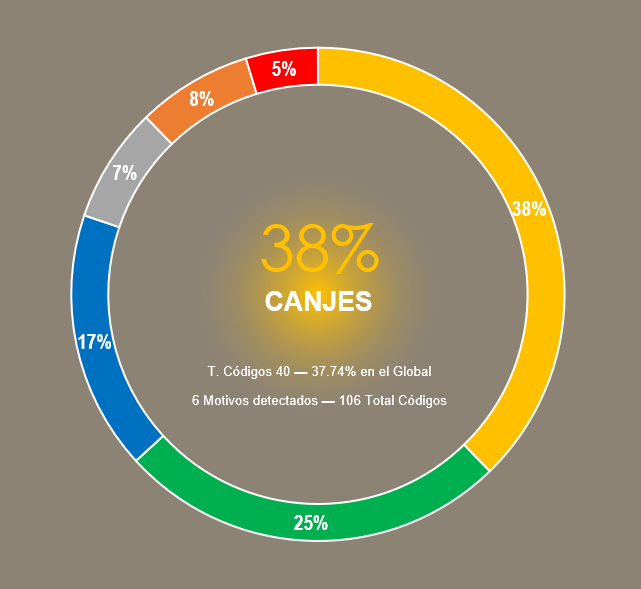 5%
8%
7%
38%
38%
CANJES
17%
T. Códigos 40 — 37.74% en el Global
6 Motivos detectados — 106 Total Códigos
25%